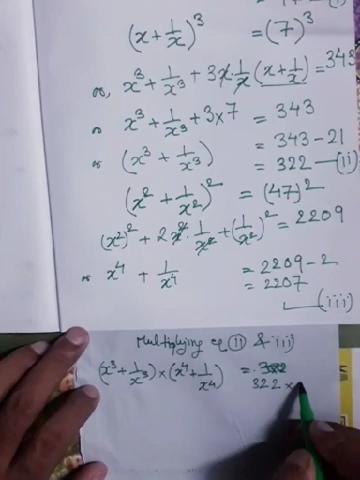 (x + 1/x)³ = (7)³
or, x³ + 1/x³ + 3x·1/x (x + 1/x) = 343
or x³ + 1/x³ + 3×7 = 343
or (x³ + 1/x³) = 343 - 21
= 322 —(ii)
(x² + 1/x²)² = (47)²
(x²)² + 2x²·1/x² + (1/x²)² = 2209
or x⁴ + 1/x⁴ = 2209 - 2
= 2207
(iii)
Multiplying eq (ii) & (iii)
(x³ + 1/x³) × (x⁴ + 1/x⁴) =
322 ×